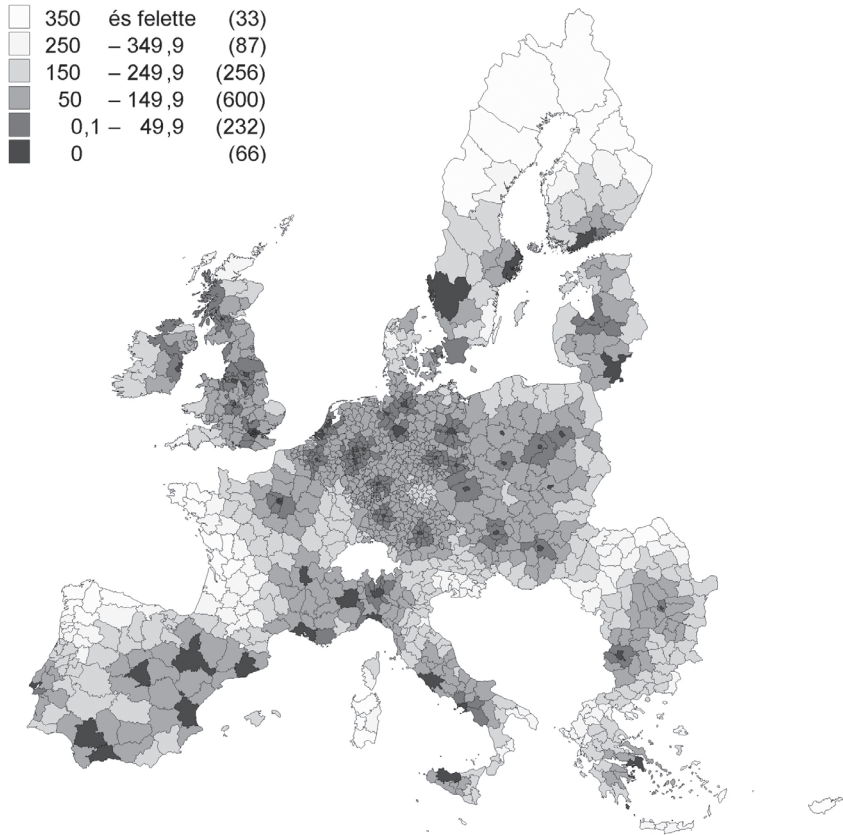 350 és felette (33)
250 – 349,9 (87)
150 – 249,9 (256)
50 – 149,9 (600)
0,1 – 49,9 (232)
0 (66)